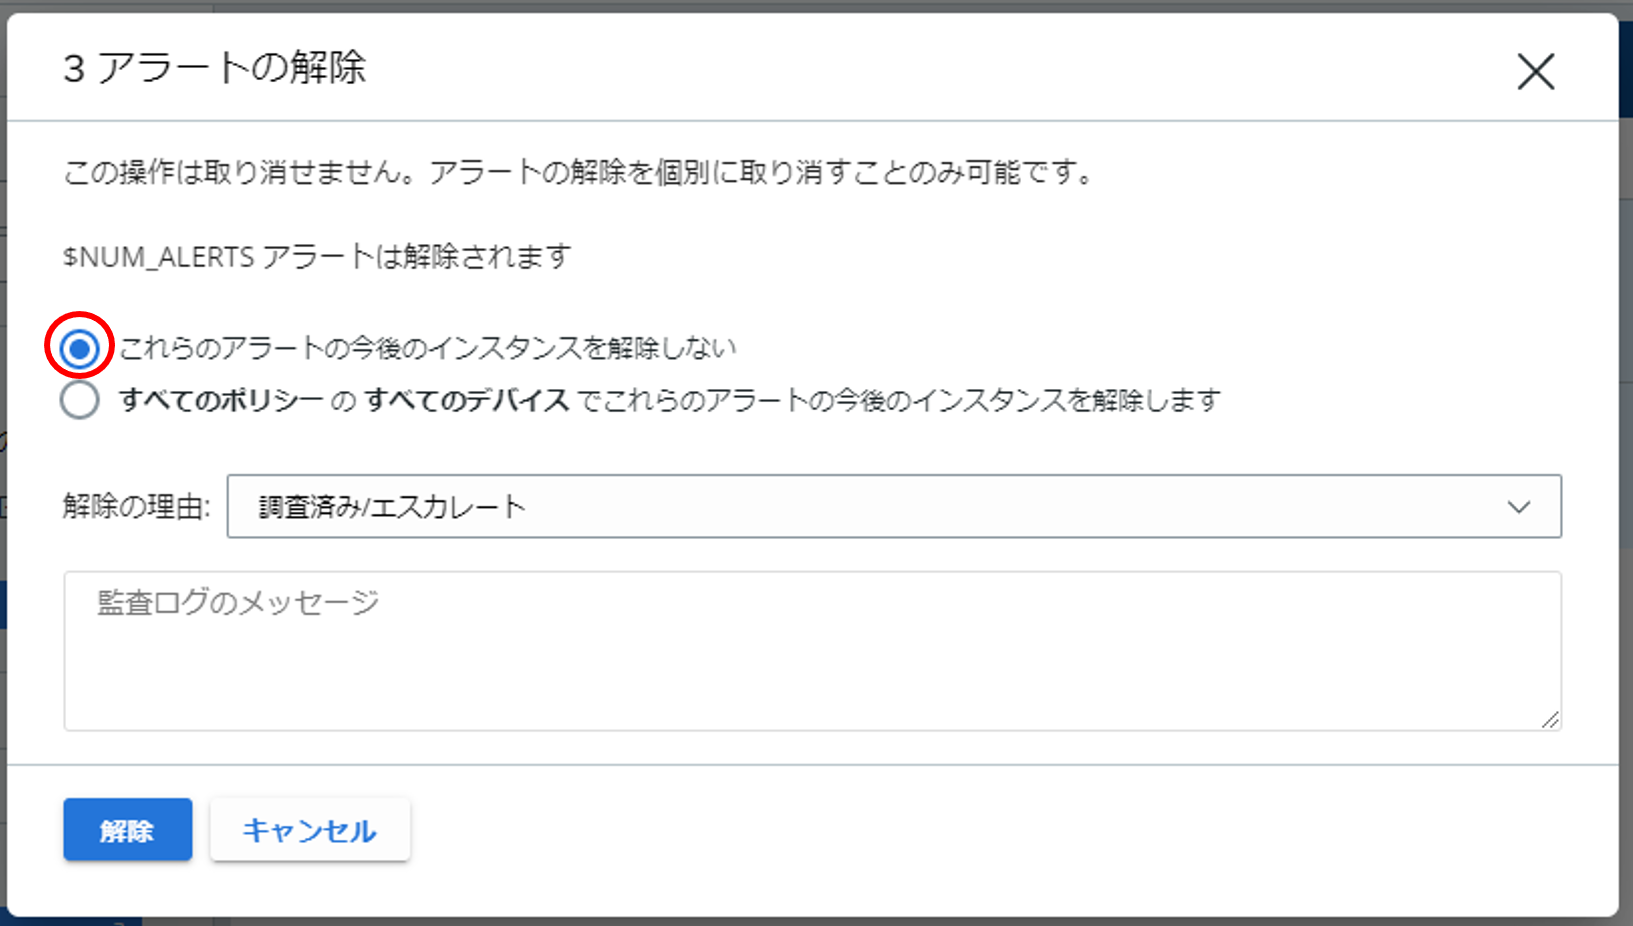 3 アラートの解除
この操作は取り消せません。アラートの解除を個別に取り消すことのみ可能です。
$NUM_ALERTS アラートは解除されます
これらのアラートの今後のインスタンスを解除しない
すべてのポリシー の すべてのデバイス でこれらのアラートの今後のインスタンスを解除します
解除の理由: 調査済み/エスカレート
監査ログのメッセージ
解除 キャンセル